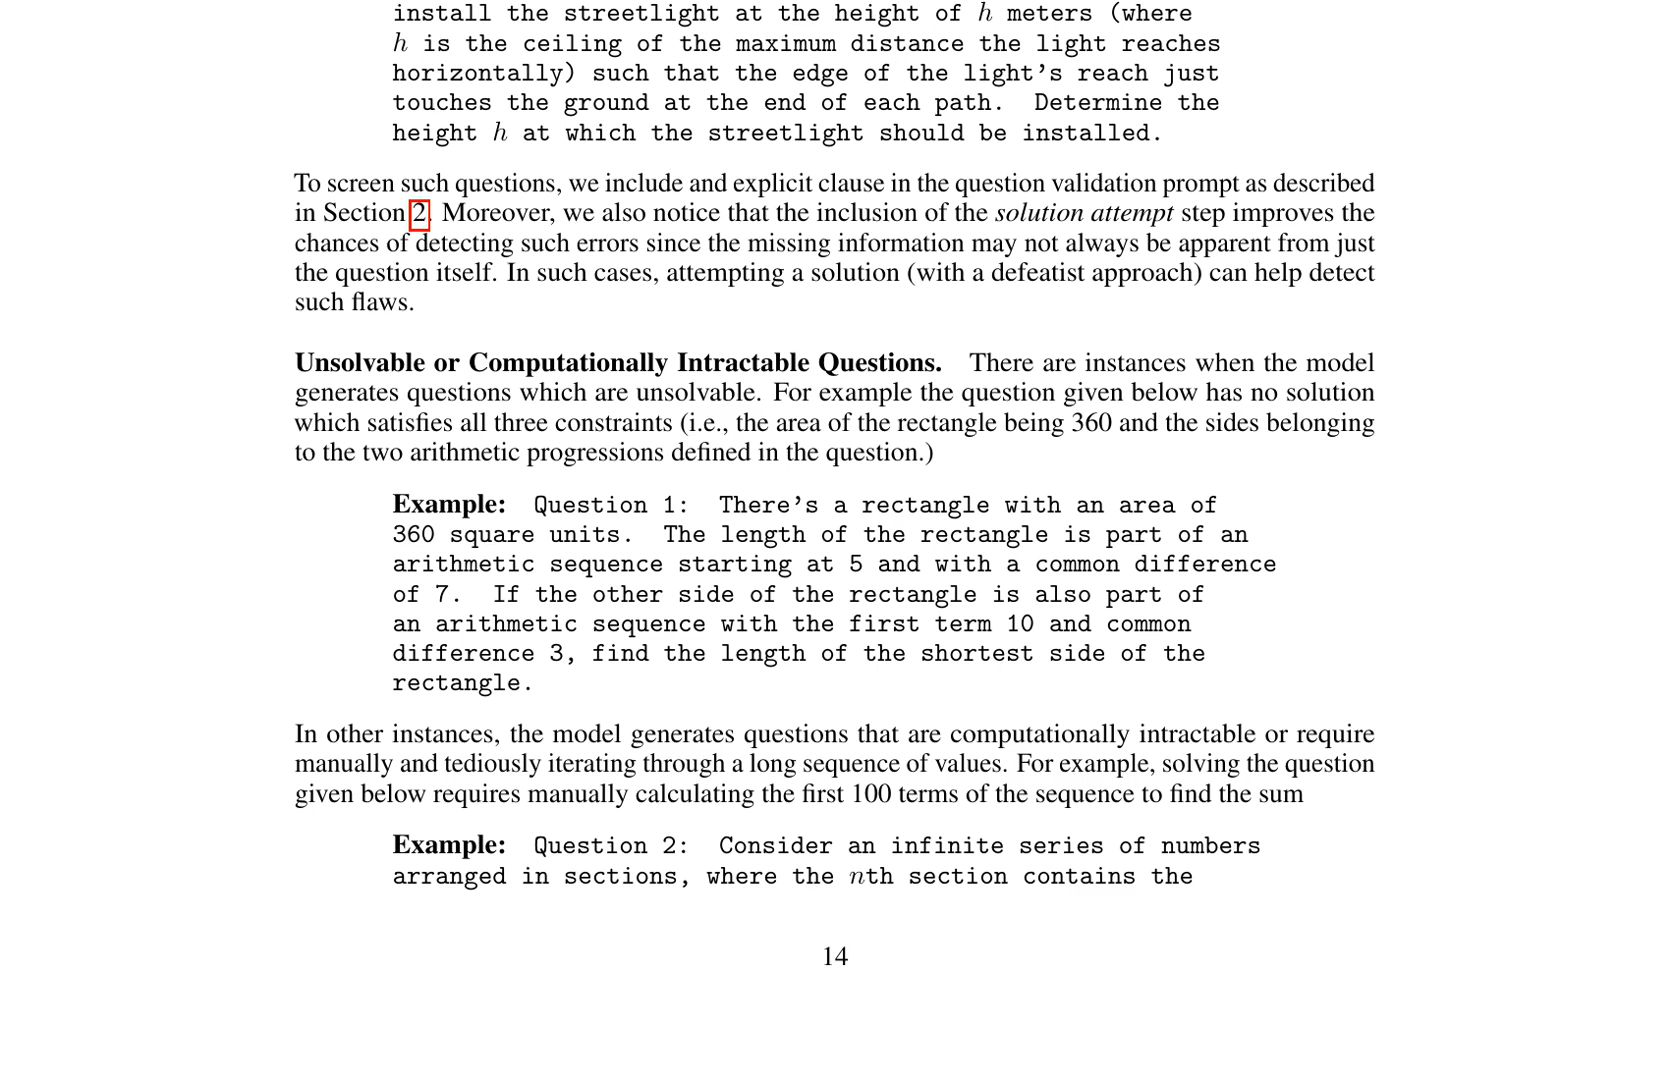 install the streetlight at the height of h meters (where
h is the ceiling of the maximum distance the light reaches
horizontally) such that the edge of the light's reach just
touches the ground at the end of each path. Determine the
height h at which the streetlight should be installed.
To screen such questions, we include and explicit clause in the question validation prompt as described
in Section 2. Moreover, we also notice that the inclusion of the solution attempt step improves the
chances of detecting such errors since the missing information may not always be apparent from just
the question itself. In such cases, attempting a solution (with a defeatist approach) can help detect
such flaws.
Unsolvable or Computationally Intractable Questions. There are instances when the model
generates questions which are unsolvable. For example the question given below has no solution
which satisfies all three constraints (i.e., the area of the rectangle being 360 and the sides belonging
to the two arithmetic progressions defined in the question.)
Example: Question 1: There's a rectangle with an area of
360 square units. The length of the rectangle is part of an
arithmetic sequence starting at 5 and with a common difference
of 7. If the other side of the rectangle is also part of
an arithmetic sequence with the first term 10 and common
difference 3, find the length of the shortest side of the
rectangle.
In other instances, the model generates questions that are computationally intractable or require
manually and tediously iterating through a long sequence of values. For example, solving the question
given below requires manually calculating the first 100 terms of the sequence to find the sum
Example: Question 2: Consider an infinite series of numbers
arranged in sections, where the nth section contains the
14